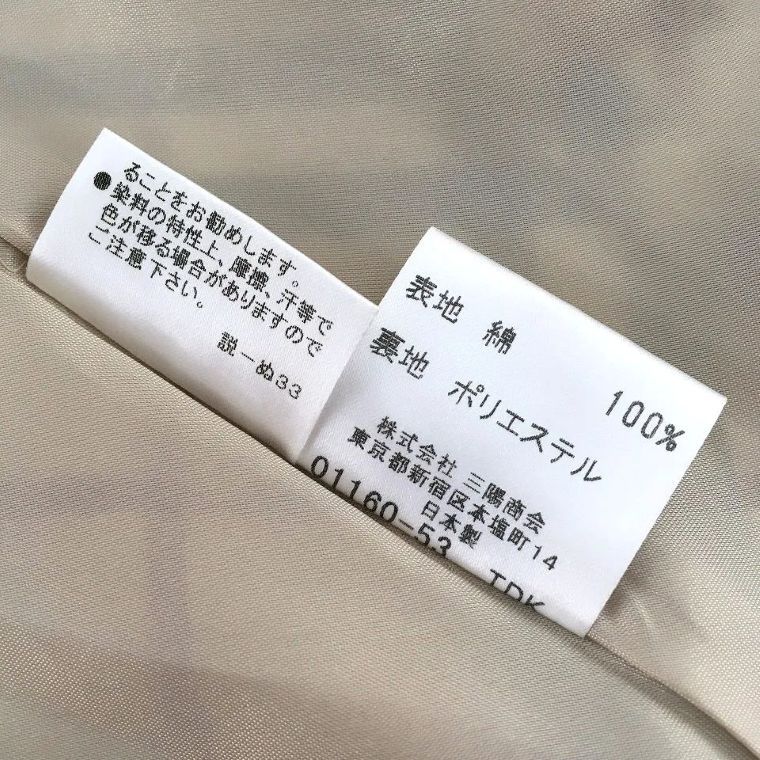 ることをお勧めします。
●染料の特性上、摩擦、汗等で
色が移る場合がありますので
ご注意下さい。
説－ぬ33
表地 綿 100%
裏地 ポリエステル
株式会社 三陽商会
東京都新宿区本塩町14
日本製
01160-53 TDK